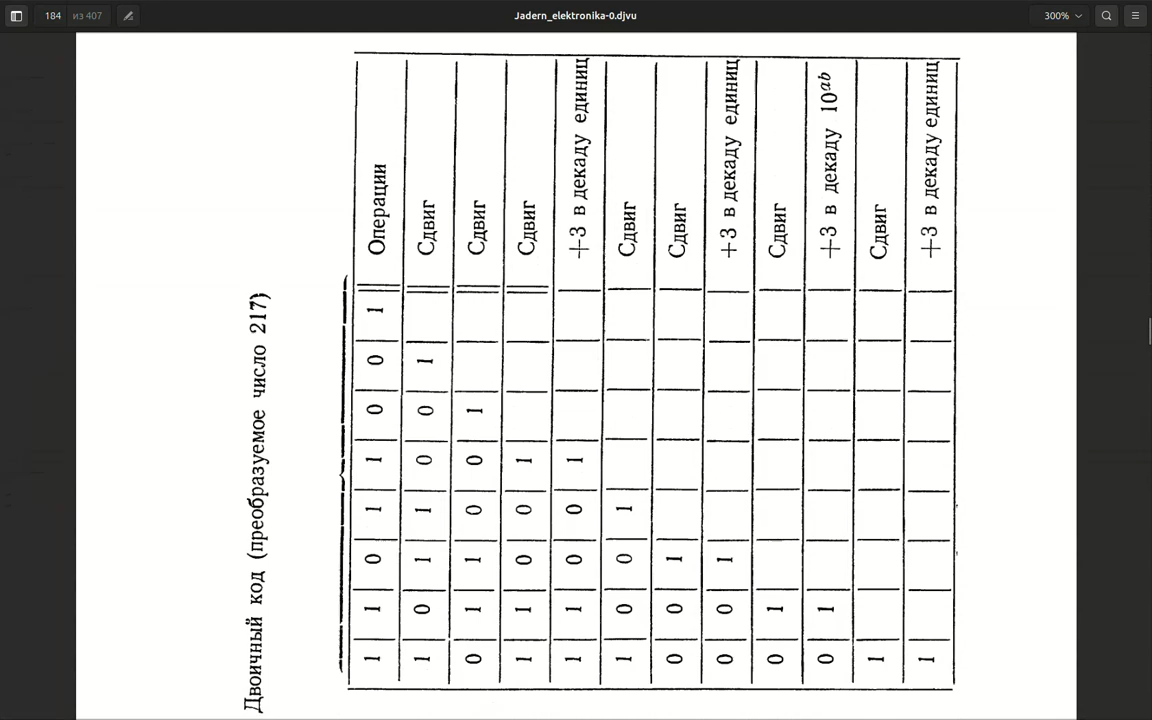 184 из 407 Jadern_elektronika-0.djvu 300%
Двоичный код (преобразуемое число 217)
1 1 0 1 1 0 0 1 Операции
1 0 1 1 0 0 1 Сдвиг
0 1 1 0 0 1 Сдвиг
1 1 0 0 1 Сдвиг
1 1 0 0 1 +3 в декаду единиц
1 0 0 1 Сдвиг
0 0 1 Сдвиг
0 0 1 +3 в декаду единиц
0 1 Сдвиг
0 1 +3 в декаду 10ab
1 Сдвиг
1 +3 в декаду единиц